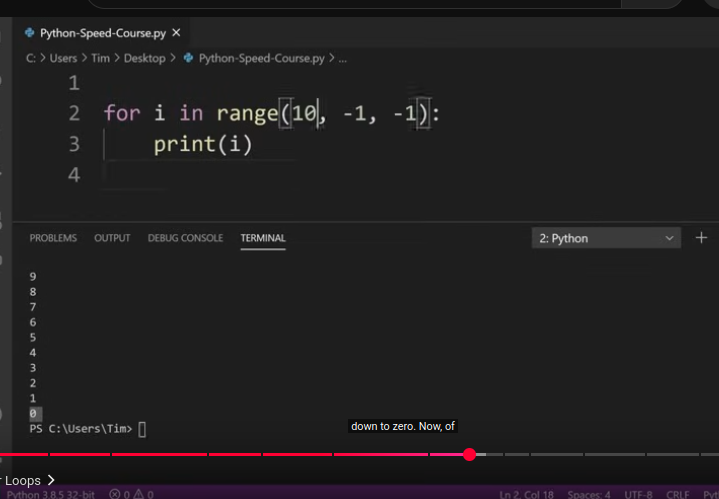 Python-Speed-Course.py ×
C: > Users > Tim > Desktop > Python-Speed-Course.py > ...
1
2 for i in range(10, -1, -1):
3 print(i)
4
PROBLEMS OUTPUT DEBUG CONSOLE TERMINAL 2: Python +
9
8
7
6
5
4
3
2
1
0
PS C:\Users\Tim>
down to zero. Now, of
Loops >
Python 3.8.5 32-bit 0 0 Ln 2, Col 18 Spaces: 4 UTF-8 CRLF